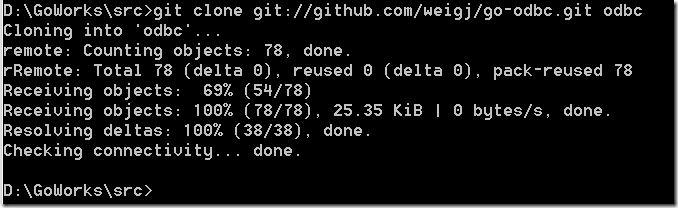 D:\GoWorks\src>git clone git://github.com/weigj/go-odbc.git odbc
Cloning into 'odbc'...
remote: Counting objects: 78, done.
rRemote: Total 78 (delta 0), reused 0 (delta 0), pack-reused 78
Receiving objects:  69% (54/78)
Receiving objects: 100% (78/78), 25.35 KiB | 0 bytes/s, done.
Resolving deltas: 100% (38/38), done.
Checking connectivity... done.
D:\GoWorks\src>